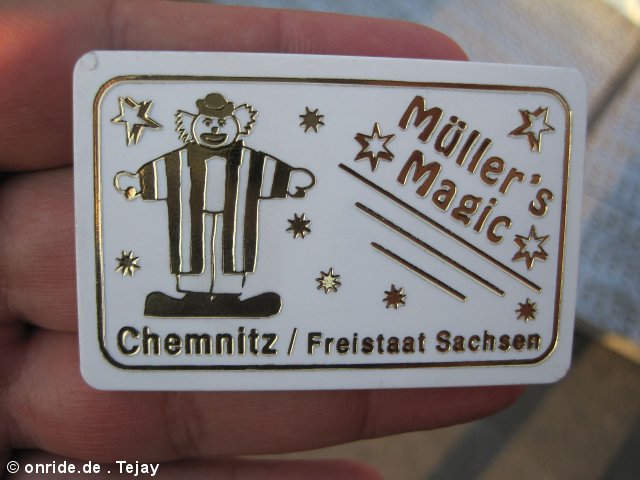 Müller's
Magic
Chemnitz / Freistaat Sachsen
© onride.de . Tejay